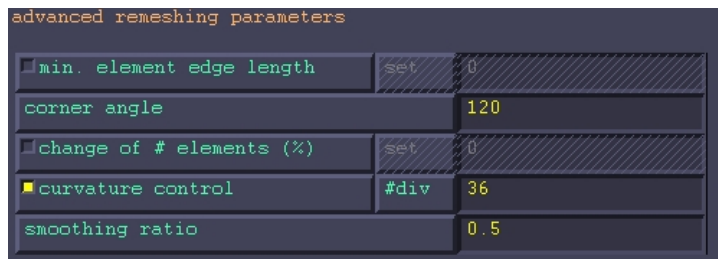 advanced remeshing parameters
min. element edge length set 0
corner angle 120
change of # elements (%) set 0
curvature control #div 36
smoothing ratio 0.5